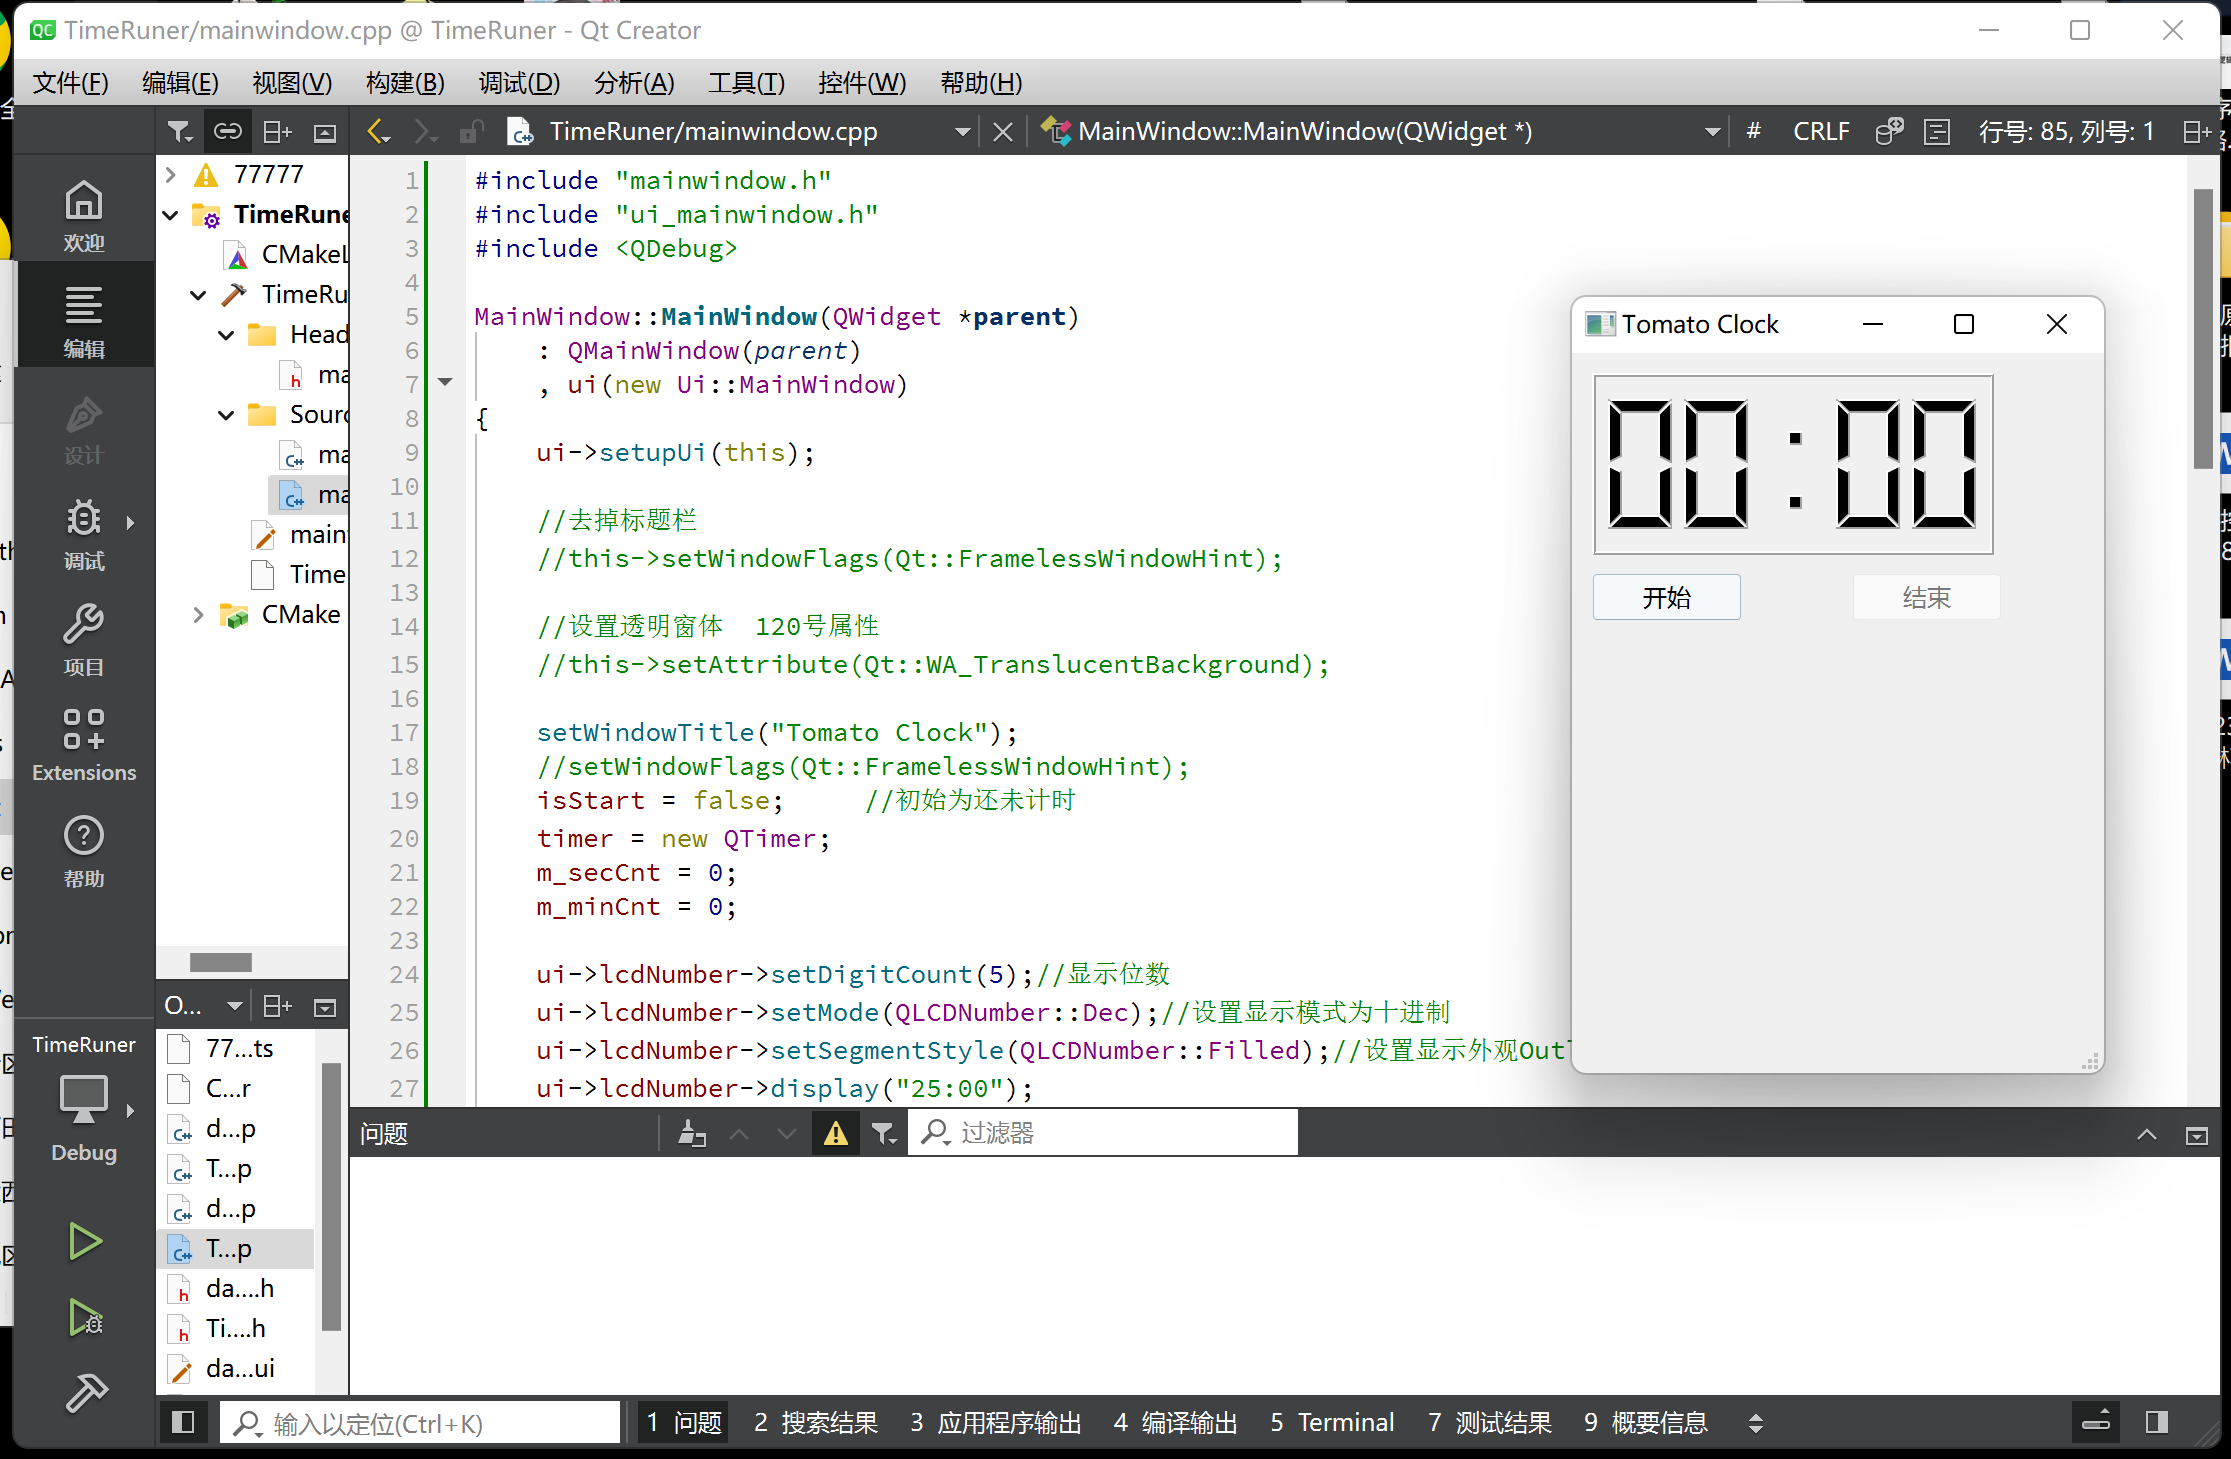 TimeRuner/mainwindow.cpp @ TimeRuner - Qt Creator
文件(F) 编辑(E) 视图(V) 构建(B) 调试(D) 分析(A) 工具(T) 控件(W) 帮助(H)
TimeRuner/mainwindow.cpp MainWindow::MainWindow(QWidget *) # CRLF 行号: 85, 列号: 1
欢迎
编辑
设计
调试
项目
Extensions
帮助
TimeRuner
Debug
77777
TimeRune
CMakeL
TimeRu
Head
ma
Sourc
ma
ma
main
Time
CMake
O...
77...ts
C...r
d...p
T...p
d...p
T...p
da....h
Ti....h
da...ui
1 #include "mainwindow.h"
2 #include "ui_mainwindow.h"
3 #include <QDebug>
4
5 MainWindow::MainWindow(QWidget *parent)
6 : QMainWindow(parent)
7 , ui(new Ui::MainWindow)
8 {
9 ui->setupUi(this);
10
11 //去掉标题栏
12 //this->setWindowFlags(Qt::FramelessWindowHint);
13
14 //设置透明窗体 120号属性
15 //this->setAttribute(Qt::WA_TranslucentBackground);
16
17 setWindowTitle("Tomato Clock");
18 //setWindowFlags(Qt::FramelessWindowHint);
19 isStart = false; //初始为还未计时
20 timer = new QTimer;
21 m_secCnt = 0;
22 m_minCnt = 0;
23
24 ui->lcdNumber->setDigitCount(5);//显示位数
25 ui->lcdNumber->setMode(QLCDNumber::Dec);//设置显示模式为十进制
26 ui->lcdNumber->setSegmentStyle(QLCDNumber::Filled);//设置显示外观Out
27 ui->lcdNumber->display("25:00");
Tomato Clock
00:00
开始 结束
问题 过滤器
输入以定位(Ctrl+K) 1 问题 2 搜索结果 3 应用程序输出 4 编译输出 5 Terminal 7 测试结果 9 概要信息